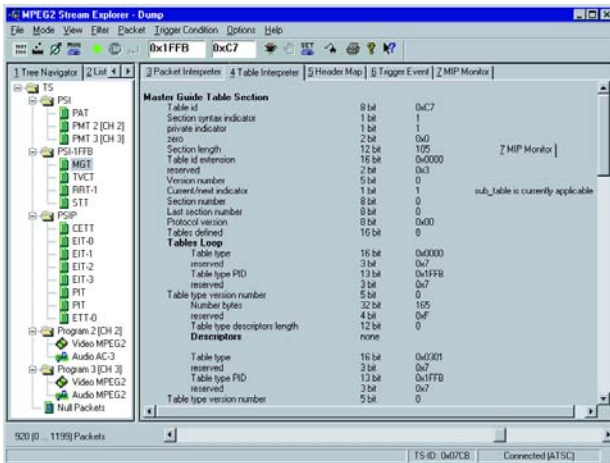 MPEG2 Stream Explorer - Dump
File Mode View Filter Packet Trigger Condition Options Help
0x1FFB 0xC7
1 Tree Navigator 2 List
3 Packet Interpreter 4 Table Interpreter 5 Header Map 6 Trigger Event 7 MIP Monitor
TS
PSI
PAT
PMT 2 [CH 2]
PMT 3 [CH 3]
PSI-1FFB
MGT
TVCT
RRT-1
STT
PSIP
CETT
EIT-0
EIT-1
EIT-2
EIT-3
PIT
PIT
ETT-0
Program 2 [CH 2]
Video MPEG2
Audio AC-3
Program 3 [CH 3]
Video MPEG2
Audio MPEG2
Null Packets
Master Guide Table Section
Table id 8 bit 0xC7
Section syntax indicator 1 bit 1
private indicator 1 bit 1
zero 2 bit 0x0
Section length 12 bit 105 7 MIP Monitor
Table id extension 16 bit 0x0000
reserved 2 bit 0x3
Version number 5 bit 0
Current/next indicator 1 bit 1 sub_table is currently applicable
Section number 8 bit 0
Last section number 8 bit 0
Protocol version 8 bit 0x00
Tables defined 16 bit 8
Tables Loop
Table type 16 bit 0x0000
reserved 3 bit 0x7
Table type PID 13 bit 0x1FFB
reserved 3 bit 0x7
Table type version number 5 bit 0
Number bytes 32 bit 165
reserved 4 bit 0xF
Table type descriptors length 12 bit 0
Descriptors none
Table type 16 bit 0x0301
reserved 3 bit 0x7
Table type PID 13 bit 0x1FFB
reserved 3 bit 0x7
Table type version number 5 bit 0
920 (0 ... 1199) Packets
TS-ID: 0x07CB Connected (ATSC)